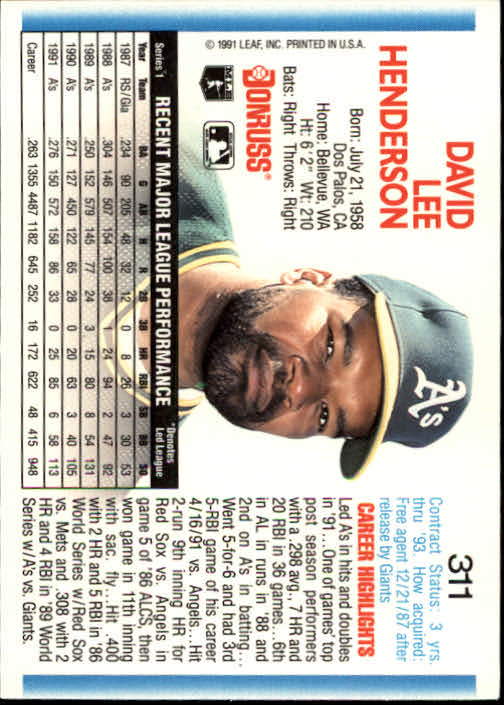 311
DAVID
LEE
HENDERSON
Born: July 21, 1958
Dos Palos, CA
Home: Bellevue, WA
Ht: 6'2" Wt: 210
Bats: Right Throws: Right
DONRUSS
MLB
© 1991 LEAF, INC. PRINTED IN U.S.A.
A's
Contract Status: 3 yrs.
thru '93. How acquired:
Free agent 12/21/87 after
release by Giants
CAREER HIGHLIGHTS
Led A's in hits and doubles
in '91...One of games' top
post season performers
with a .298 avg., 7 HR and
20 RBI in 36 games...6th
in AL in runs in '88 and
2nd on A's in batting...
Went 5-for-6 and had 3rd
5-RBI game of his career
4/16/91 vs. Angels...Hit
2-run 9th inning HR for
Red Sox vs. Angels in
game 5 of '86 ALCS, then
won game in 11th inning
with sac. fly...Hit .400
with 2 HR and 5 RBI in '86
World Series w/Red Sox
vs. Mets and .308 with 2
HR and 4 RBI in '89 World
Series w/A's vs. Giants.
Series 1 RECENT MAJOR LEAGUE PERFORMANCE *Denotes Led League
Year Team BA G AB H R 2B 3B HR RBI SB BB SO
1987 RS/Gia .234 90 205 48 32 12 0 8 26 3 30 53
1988 A's .304 146 507 154 100 38 1 24 94 2 47 92
1989 A's .250 152 579 145 77 24 3 15 80 8 54 131
1990 A's .271 127 450 122 65 28 0 20 63 3 40 105
1991 A's .276 150 572 158 86 33 0 25 85 6 58 113
Career .263 1355 4487 1182 645 252 16 172 622 48 415 948